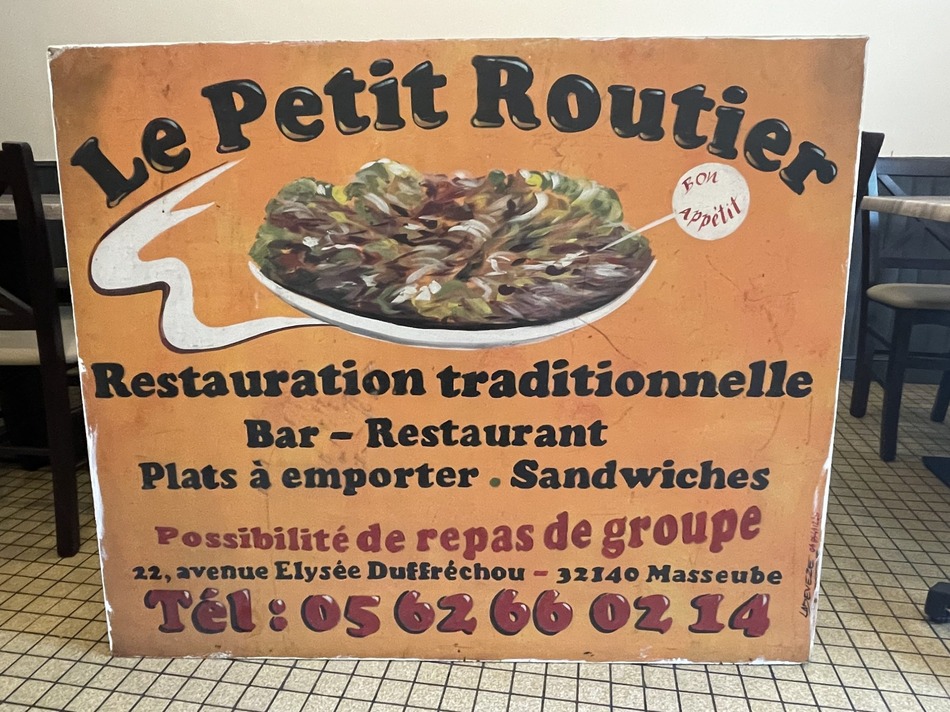 Le Petit Routier
Bon
Appétit
Restauration traditionnelle
Bar - Restaurant
Plats à emporter . Sandwiches
Possibilité de repas de groupe
22, avenue Elysée Duffréchou - 32140 Masseube
Tél : 05 62 66 02 14